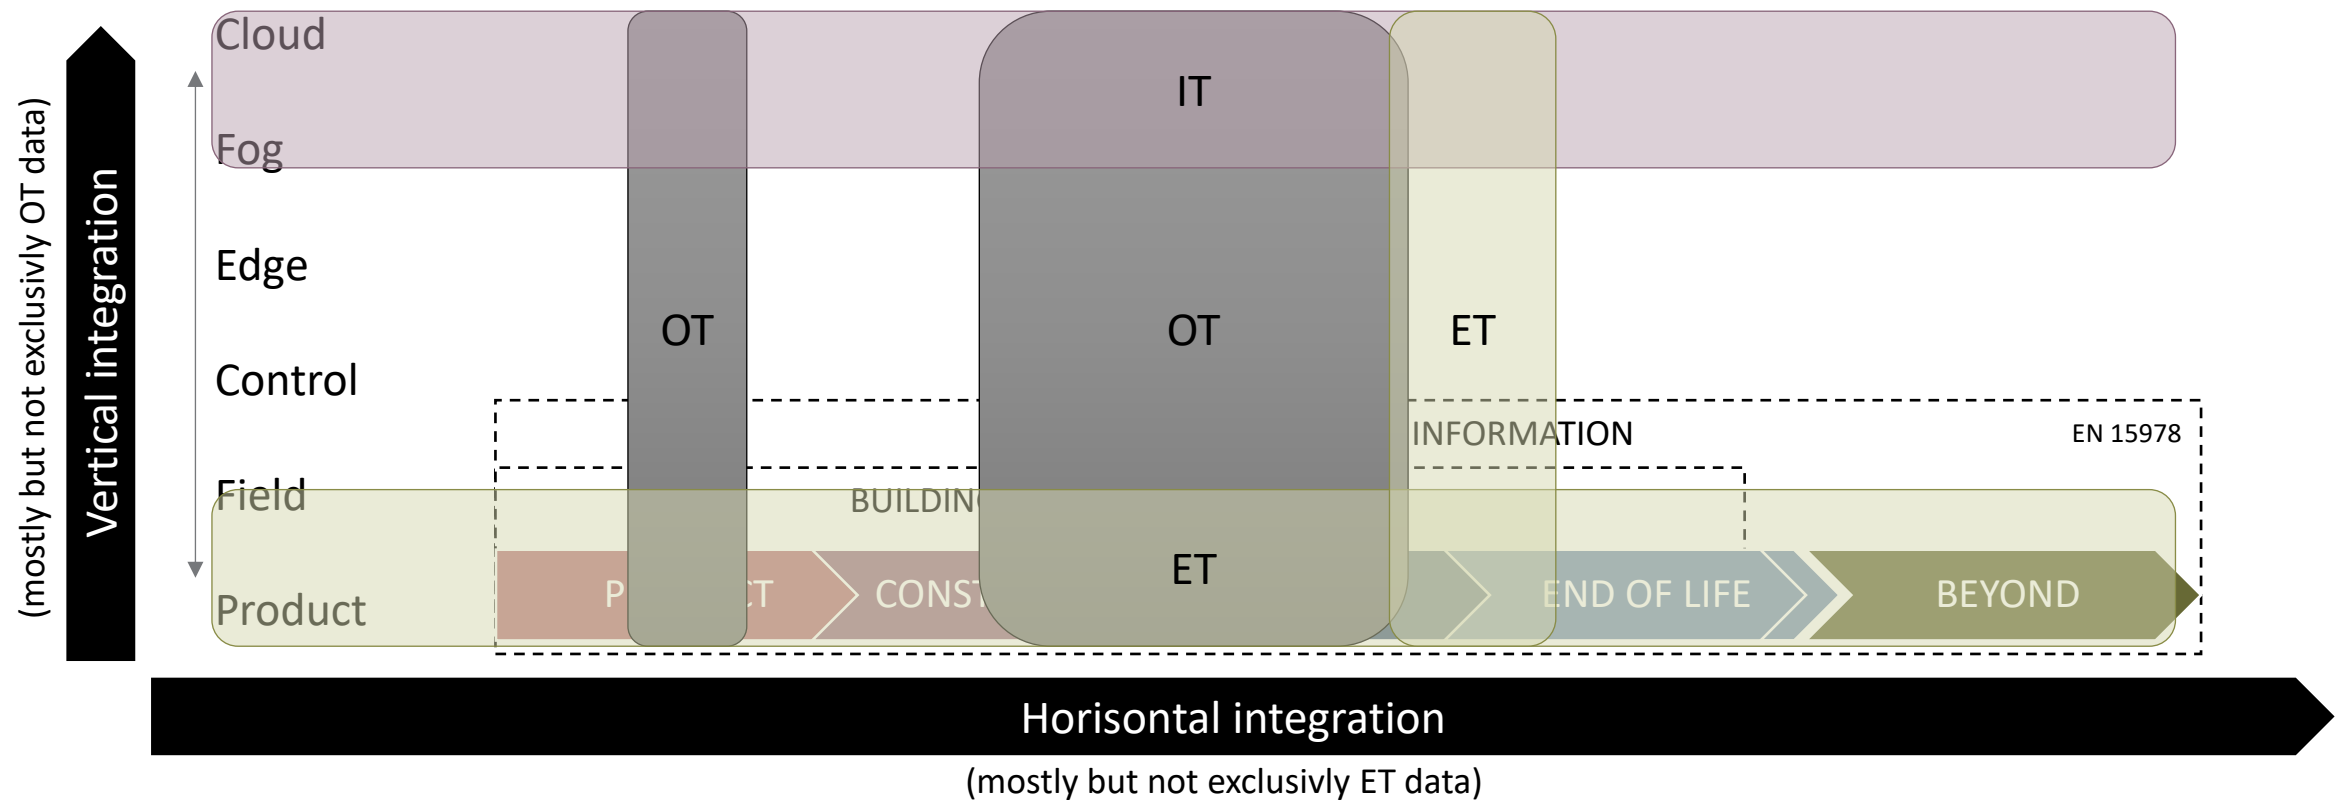 Cloud
IT
Fog
Edge
OT
OT
ET
Control
INFORMATION
EN 15978
Field
BUILDIN
ET
END OF LIFE
BEYOND
Product
Vertical integration
(mostly but not exclusivly OT data)
Horisontal integration
(mostly but not exclusivly ET data)